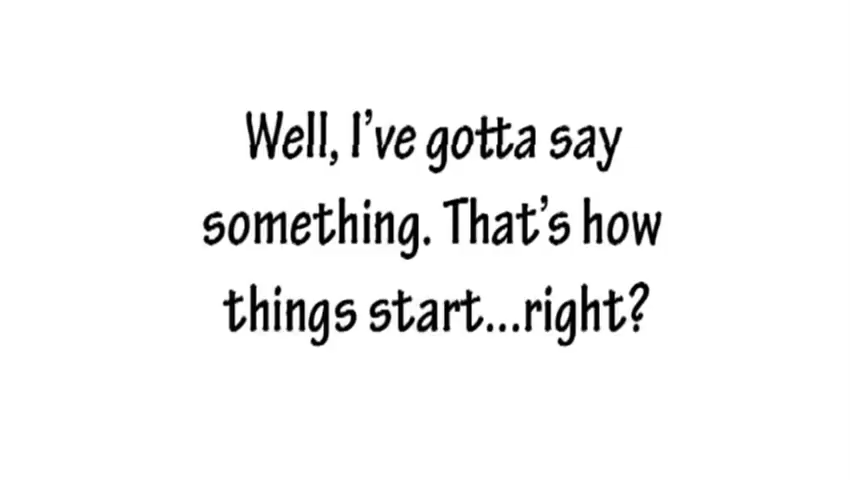 Well, I've gotta say
something. That's how
things start...right?